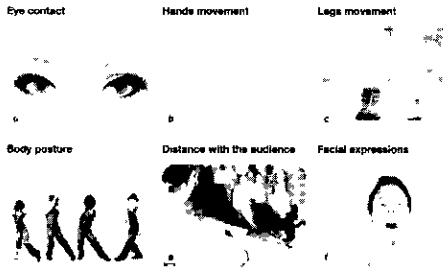 Eye contact
Hands movement
Legs movement
a
b
c
Body posture
Distance with the audience
Facial expressions
e
f